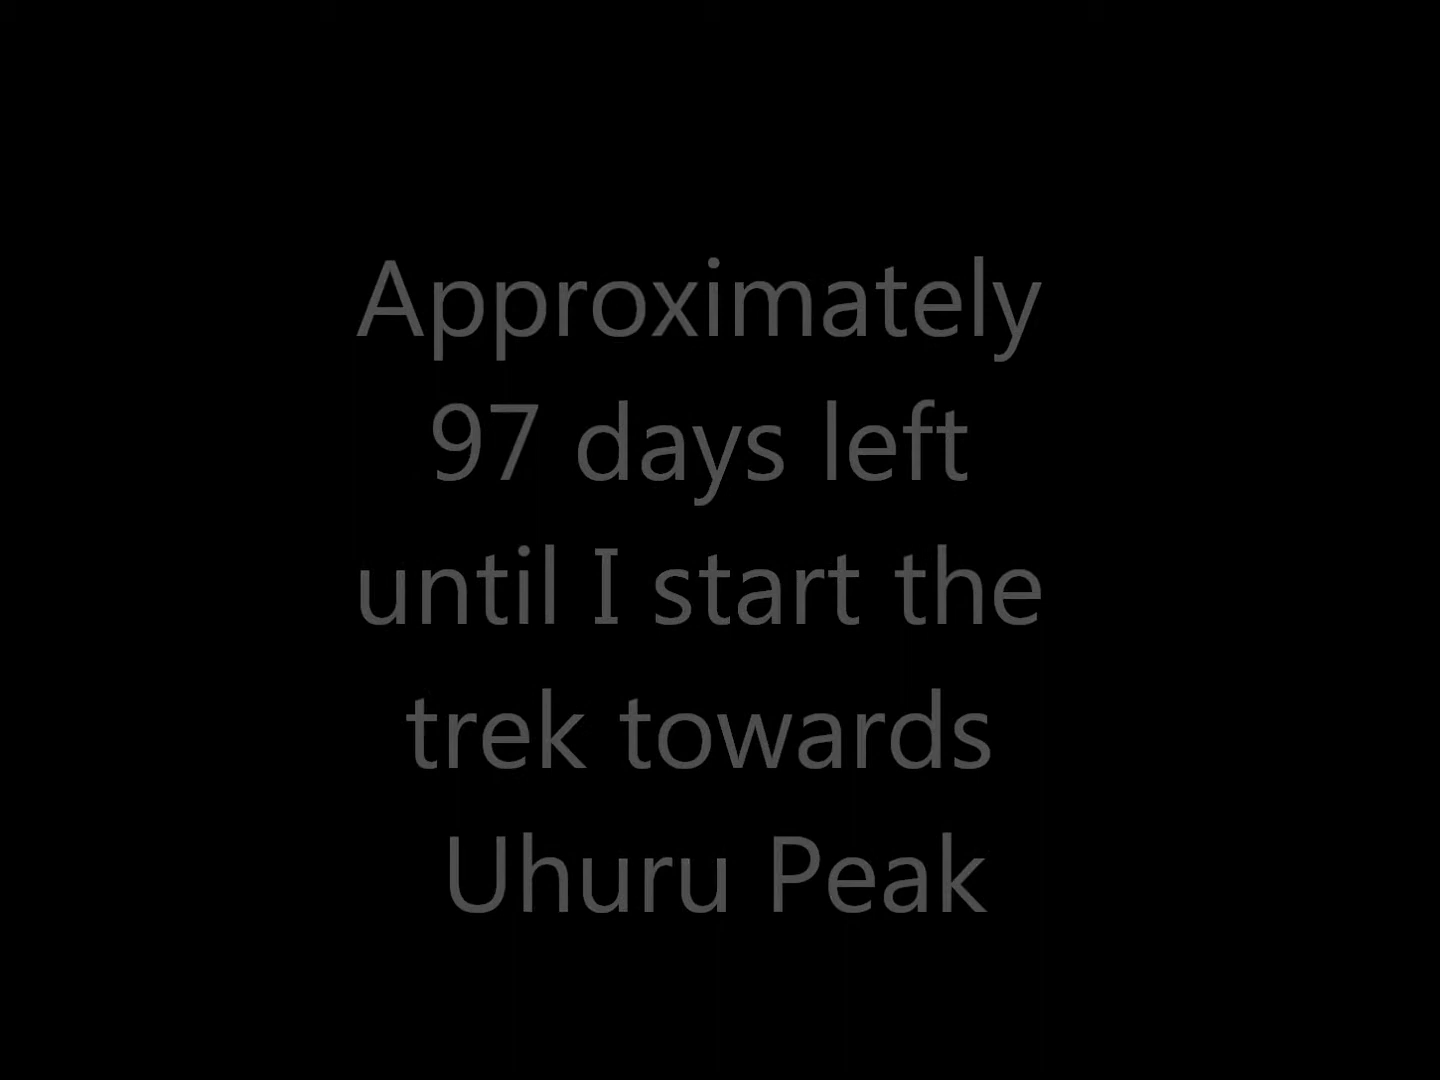 Approximately
97 days left
until I start the
trek towards
Uhuru Peak